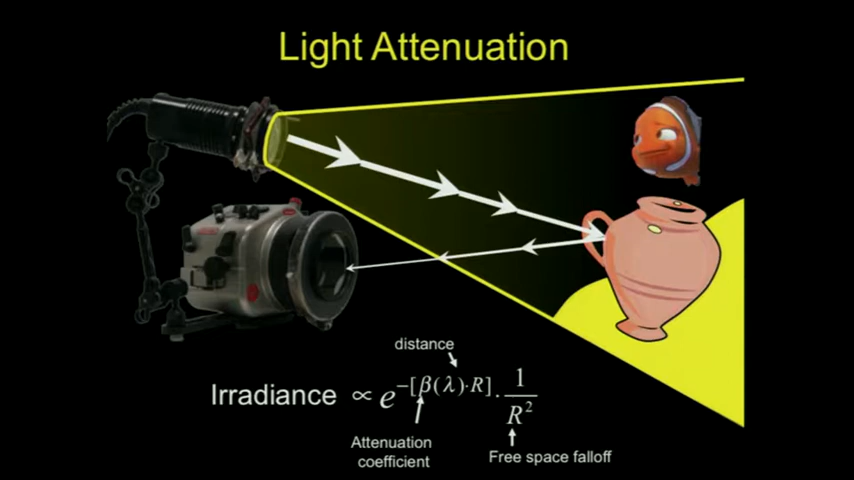 Light Attenuation
distance
Irradiance ∝ e^{-[β(λ)·R]} · 1/R²
Attenuation
coefficient
Free space falloff